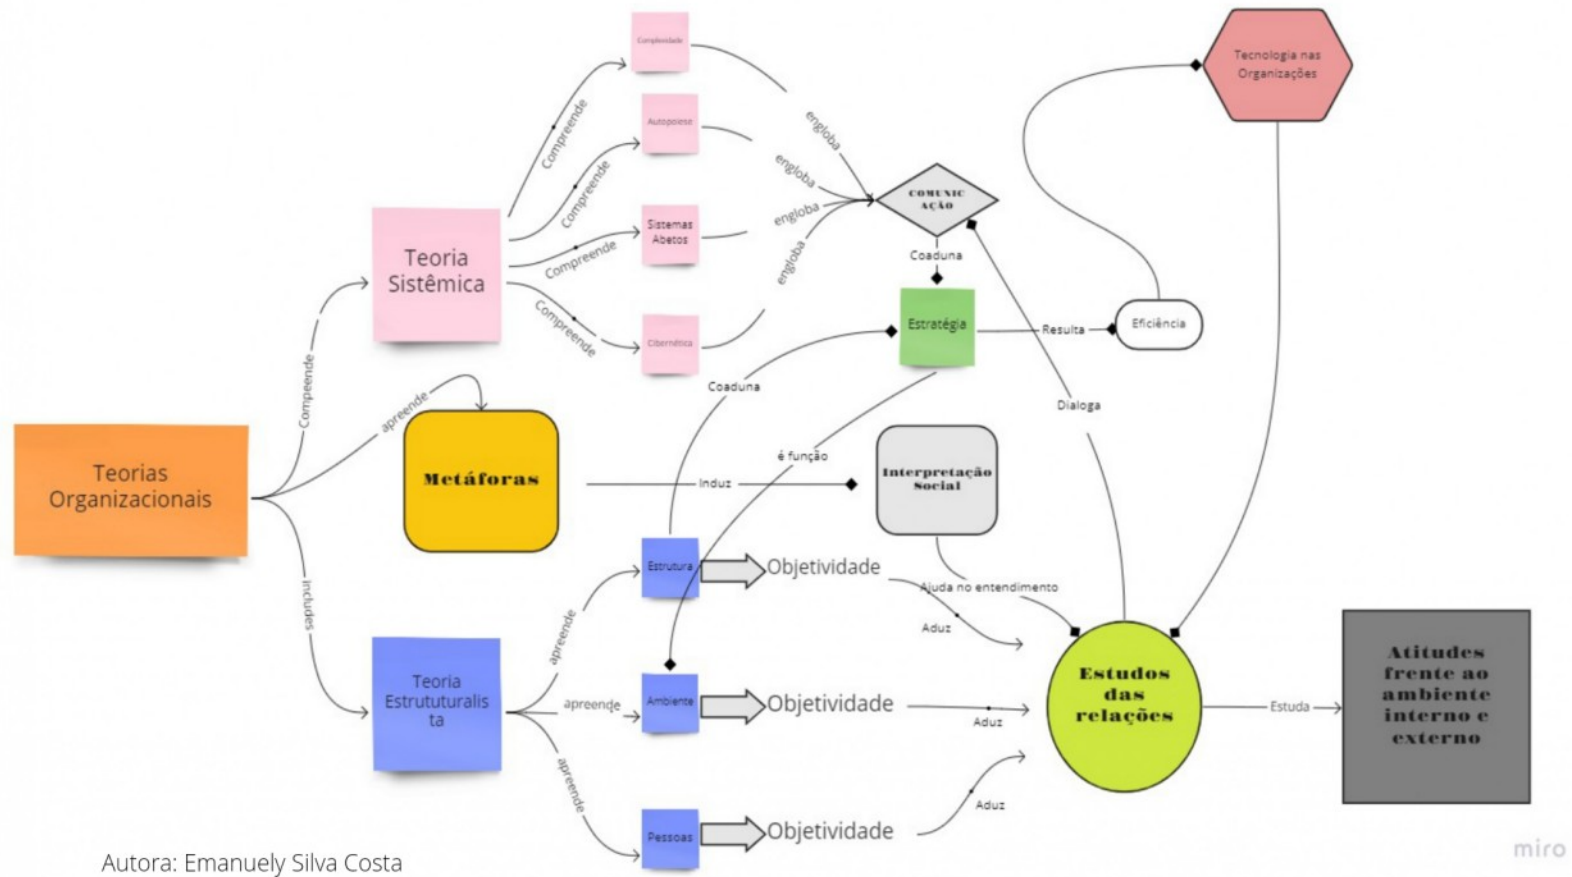 Complexidade
Tecnologia nas
Organizações
Compreende
engloba
Autopoiese
Compreende
engloba
COMUNIC
AÇÃO
Sistemas
Abetos
engloba
Compreende
engloba
Coaduna
Teoria
Sistêmica
Compreende
Cibernética
Estratégia
Resulta
Eficiência
Compeende
Coaduna
apreende
Dialoga
Metáforas
é função
Induz
Interpretação
Social
Teorias
Organizacionais
Estrutura
Objetividade
Ajuda no entendimento
Includes
apreende
Aduz
Teoria
Estrututuralis
ta
apreende
Ambiente
Objetividade
Aduz
Estudos
das
relações
Estuda
Atitudes
frente ao
ambiente
interno e
externo
apreende
Pessoas
Objetividade
Aduz
Autora: Emanuely Silva Costa
miro